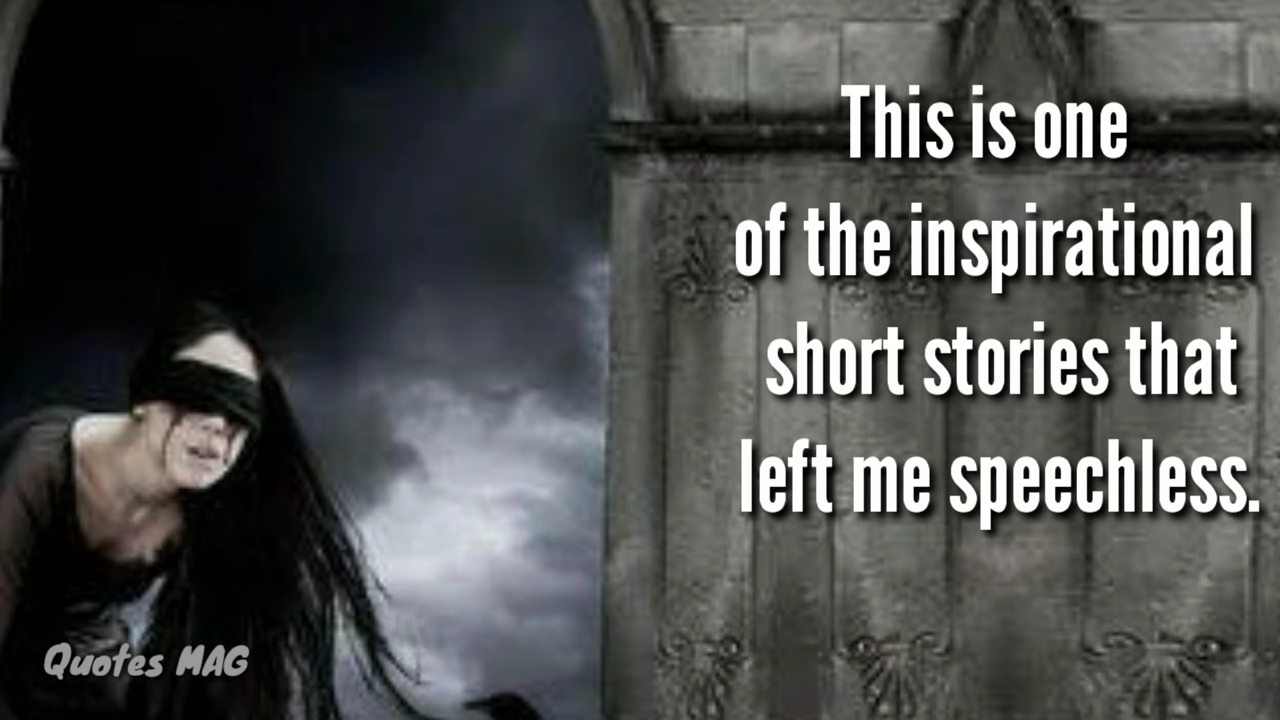 This is one
of the inspirational
short stories that
left me speechless.
Quotes MAG